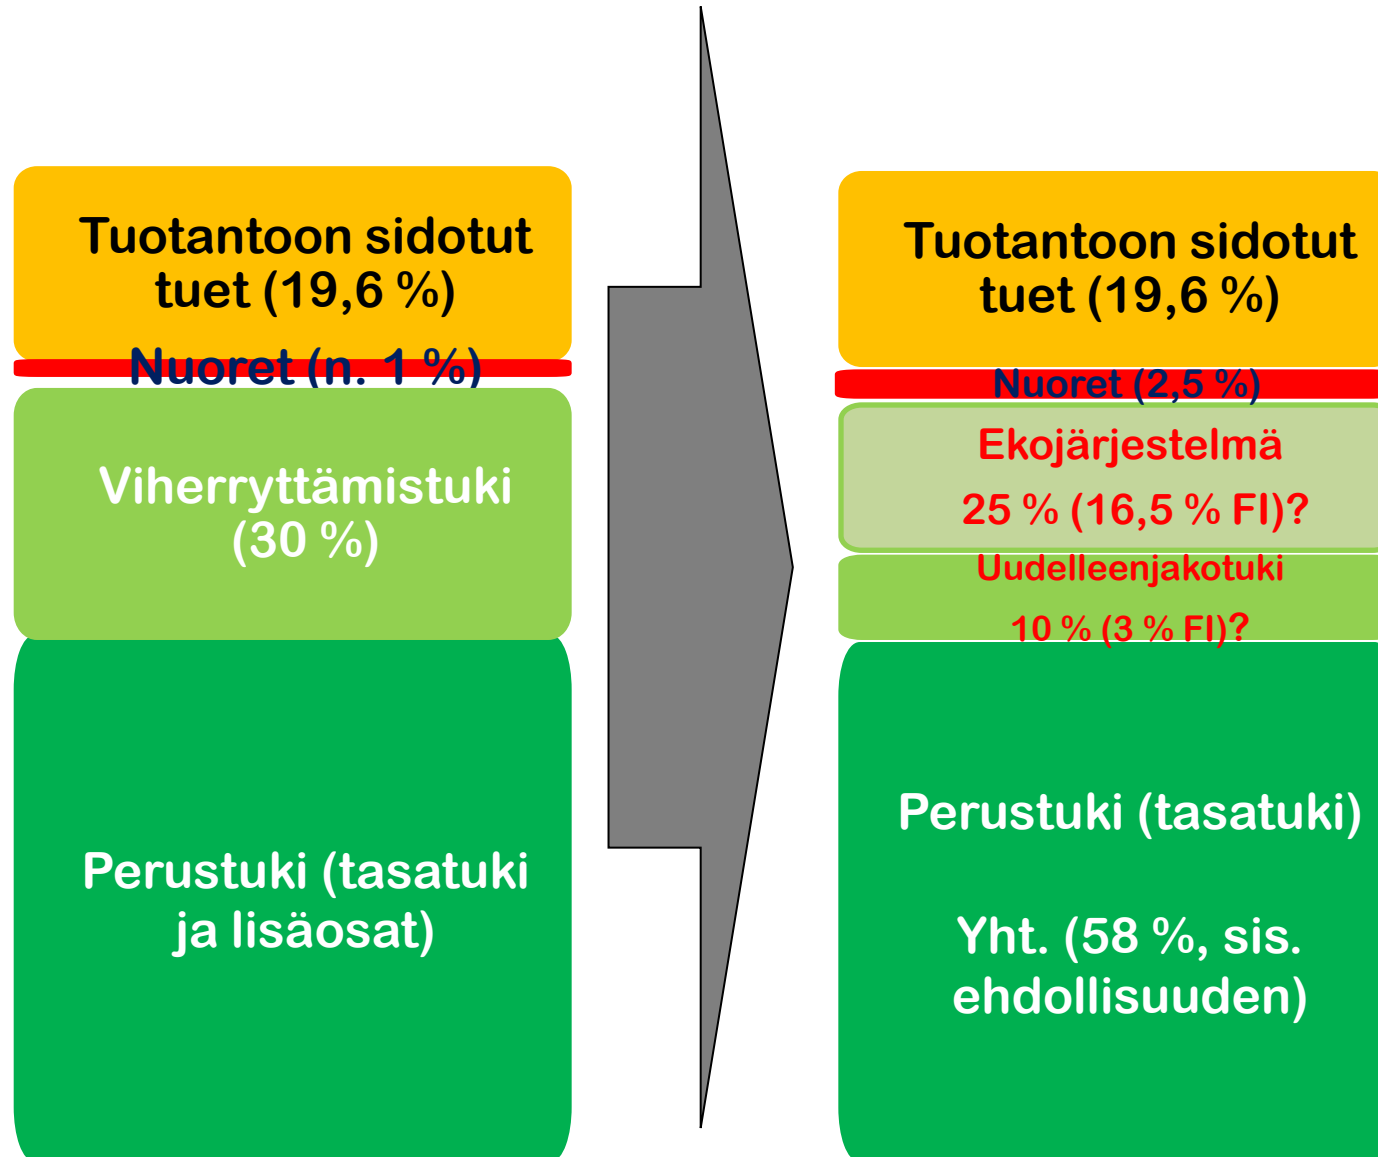 Tuotantoon sidotut
tuet (19,6 %)
Nuoret (n. 1 %)
Viherryttämistuki
(30 %)
Perustuki (tasatuki
ja lisäosat)
Tuotantoon sidotut
tuet (19,6 %)
Nuoret (2,5 %)
Ekojärjestelmä
25 % (16,5 % FI)?
Uudelleenjakotuki
10 % (3 % FI)?
Perustuki (tasatuki)
Yht. (58 %, sis.
ehdollisuuden)